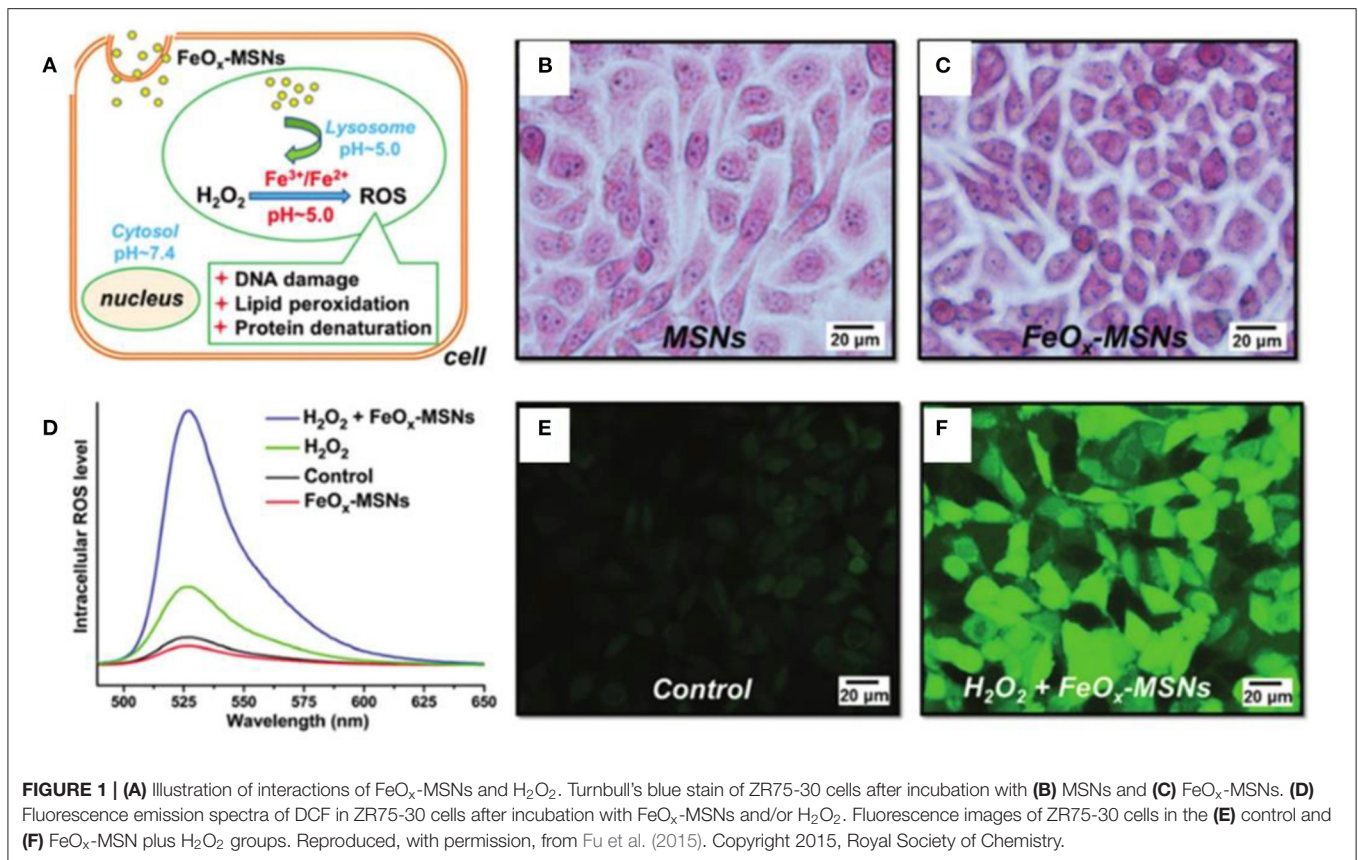 A
FeOₓ-MSNs
Lysosome
pH~5.0
Fe³⁺/Fe²⁺
H₂O₂
ROS
pH~5.0
Cytosol
pH~7.4
nucleus
DNA damage
Lipid peroxidation
Protein denaturation
cell
B
MSNs
20 µm
C
FeOₓ-MSNs
20 µm
D
Intracellular ROS level
H₂O₂ + FeOₓ-MSNs
H₂O₂
Control
FeOₓ-MSNs
500 525 550 575 600 625 650
Wavelength (nm)
E
Control
20 µm
F
H₂O₂ + FeOₓ-MSNs
20 µm
FIGURE 1 | (A) Illustration of interactions of FeOₓ-MSNs and H₂O₂. Turnbull's blue stain of ZR75-30 cells after incubation with (B) MSNs and (C) FeOₓ-MSNs. (D)
Fluorescence emission spectra of DCF in ZR75-30 cells after incubation with FeOₓ-MSNs and/or H₂O₂. Fluorescence images of ZR75-30 cells in the (E) control and
(F) FeOₓ-MSN plus H₂O₂ groups. Reproduced, with permission, from Fu et al. (2015). Copyright 2015, Royal Society of Chemistry.